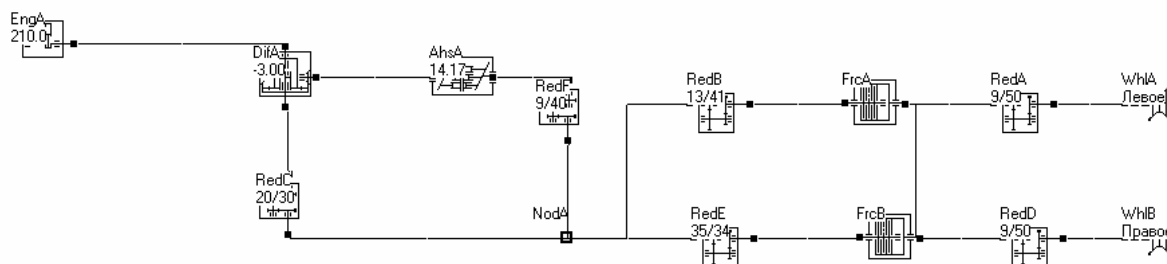 EngA
210.0
DifA
-3.00
AhsA
14.17
RedF
9/40
RedB
13/41
FrcA
RedA
9/50
WhlA
Левое
RedC
20/30
NodA
RedE
35/34
FrcB
RedD
9/50
WhlB
Право